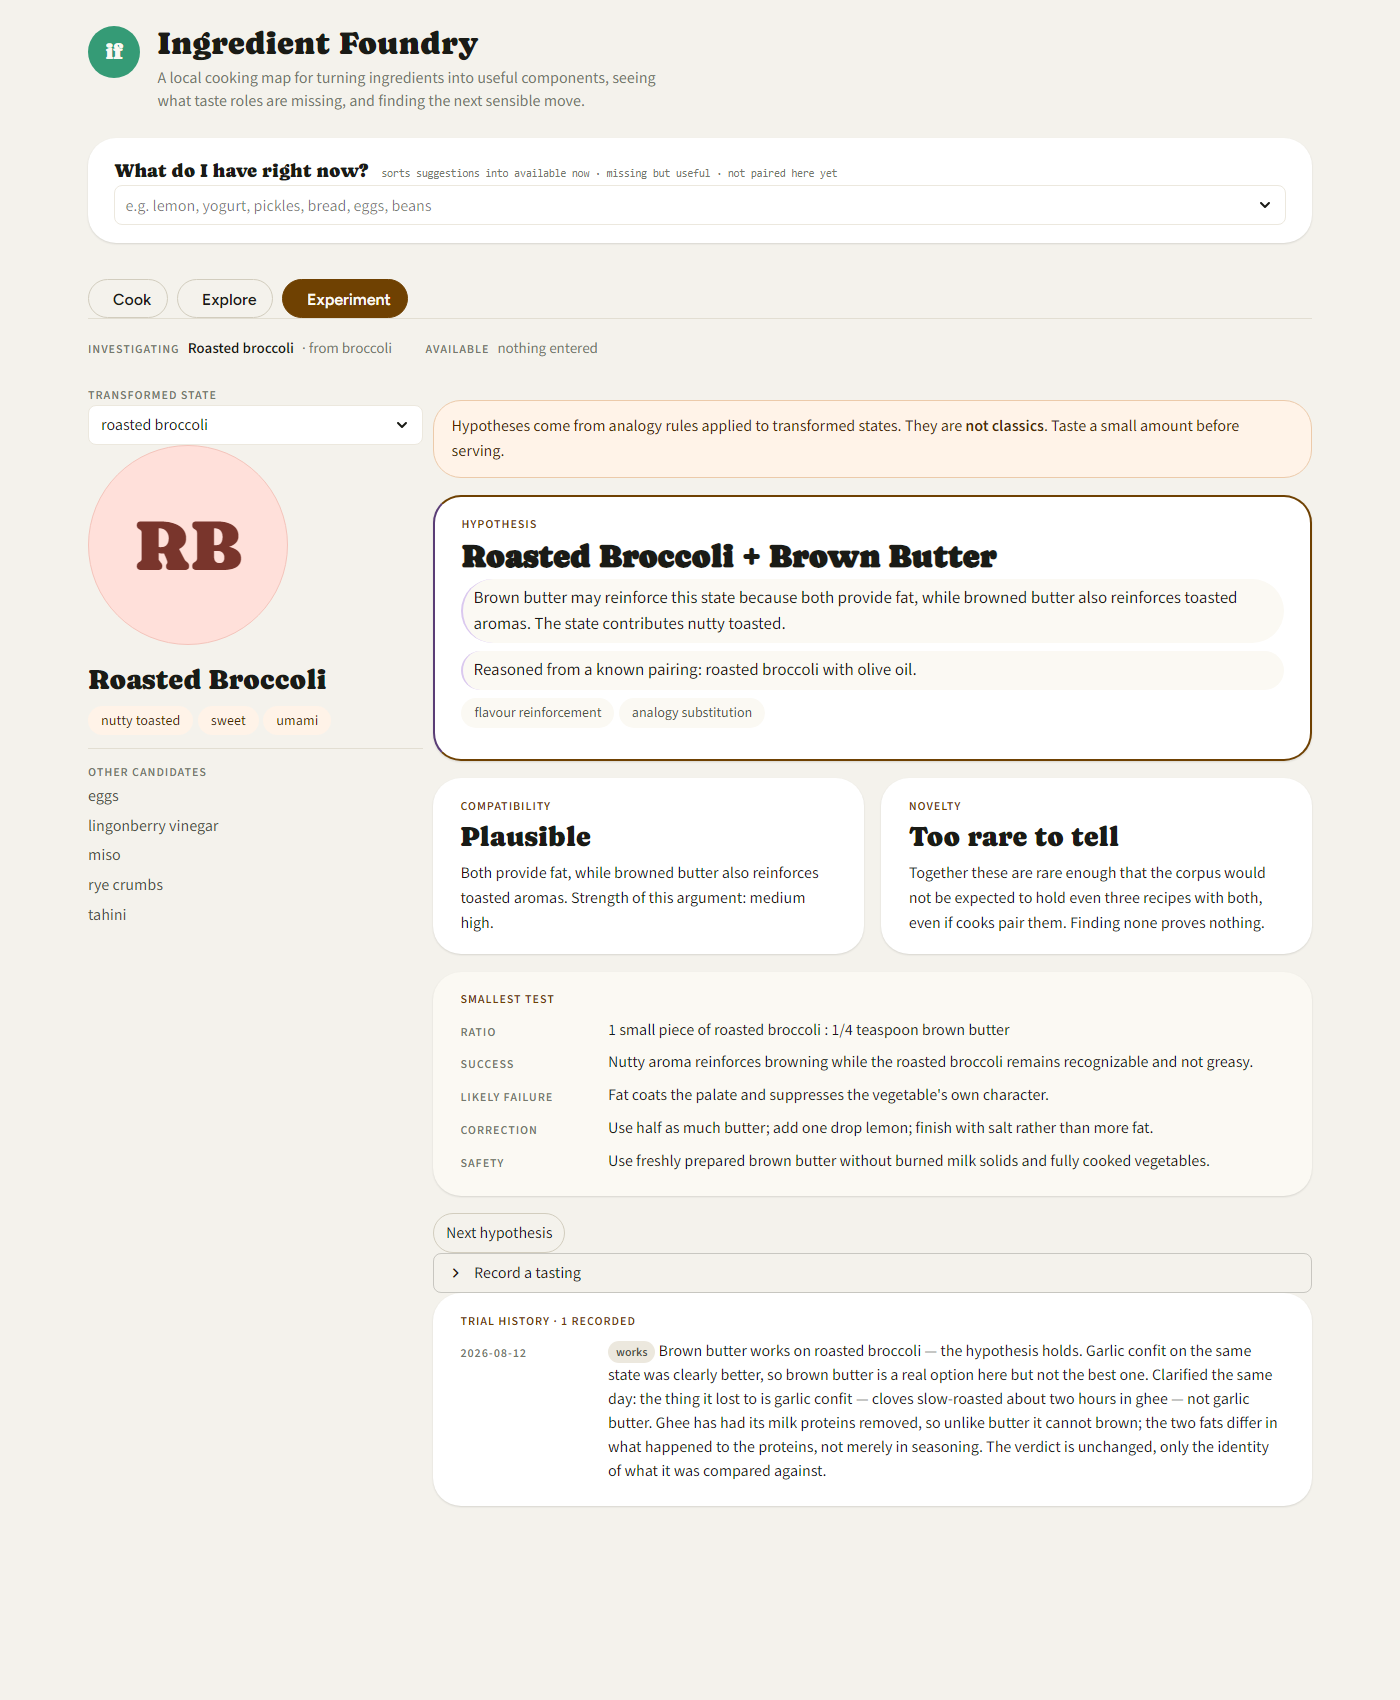 if
Ingredient Foundry
A local cooking map for turning ingredients into useful components, seeing
what taste roles are missing, and finding the next sensible move.
What do I have right now? sorts suggestions into available now · missing but useful · not paired here yet
e.g. lemon, yogurt, pickles, bread, eggs, beans
Cook Explore Experiment
INVESTIGATING Roasted broccoli · from broccoli AVAILABLE nothing entered
TRANSFORMED STATE
roasted broccoli
RB
Roasted Broccoli
nutty toasted sweet umami
OTHER CANDIDATES
eggs
lingonberry vinegar
miso
rye crumbs
tahini
Hypotheses come from analogy rules applied to transformed states. They are not classics. Taste a small amount before
serving.
HYPOTHESIS
Roasted Broccoli + Brown Butter
Brown butter may reinforce this state because both provide fat, while browned butter also reinforces toasted
aromas. The state contributes nutty toasted.
Reasoned from a known pairing: roasted broccoli with olive oil.
flavour reinforcement analogy substitution
COMPATIBILITY
Plausible
Both provide fat, while browned butter also reinforces
toasted aromas. Strength of this argument: medium
high.
NOVELTY
Too rare to tell
Together these are rare enough that the corpus would
not be expected to hold even three recipes with both,
even if cooks pair them. Finding none proves nothing.
SMALLEST TEST
RATIO 1 small piece of roasted broccoli : 1/4 teaspoon brown butter
SUCCESS Nutty aroma reinforces browning while the roasted broccoli remains recognizable and not greasy.
LIKELY FAILURE Fat coats the palate and suppresses the vegetable's own character.
CORRECTION Use half as much butter; add one drop lemon; finish with salt rather than more fat.
SAFETY Use freshly prepared brown butter without burned milk solids and fully cooked vegetables.
Next hypothesis
Record a tasting
TRIAL HISTORY · 1 RECORDED
2026-08-12 works Brown butter works on roasted broccoli — the hypothesis holds. Garlic confit on the same
state was clearly better, so brown butter is a real option here but not the best one. Clarified the same
day: the thing it lost to is garlic confit — cloves slow-roasted about two hours in ghee — not garlic
butter. Ghee has had its milk proteins removed, so unlike butter it cannot brown; the two fats differ in
what happened to the proteins, not merely in seasoning. The verdict is unchanged, only the identity
of what it was compared against.